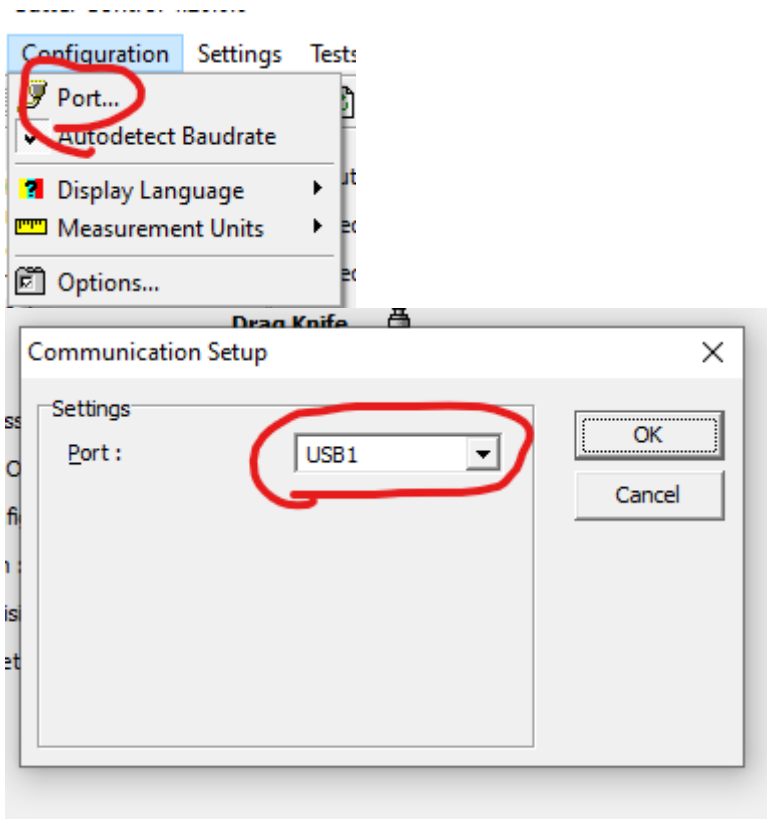 Configuration Settings Tests
Port...
Autodetect Baudrate
Display Language
Measurement Units
Options...
Drag Knife
Communication Setup
Settings
Port :
USB1
OK
Cancel